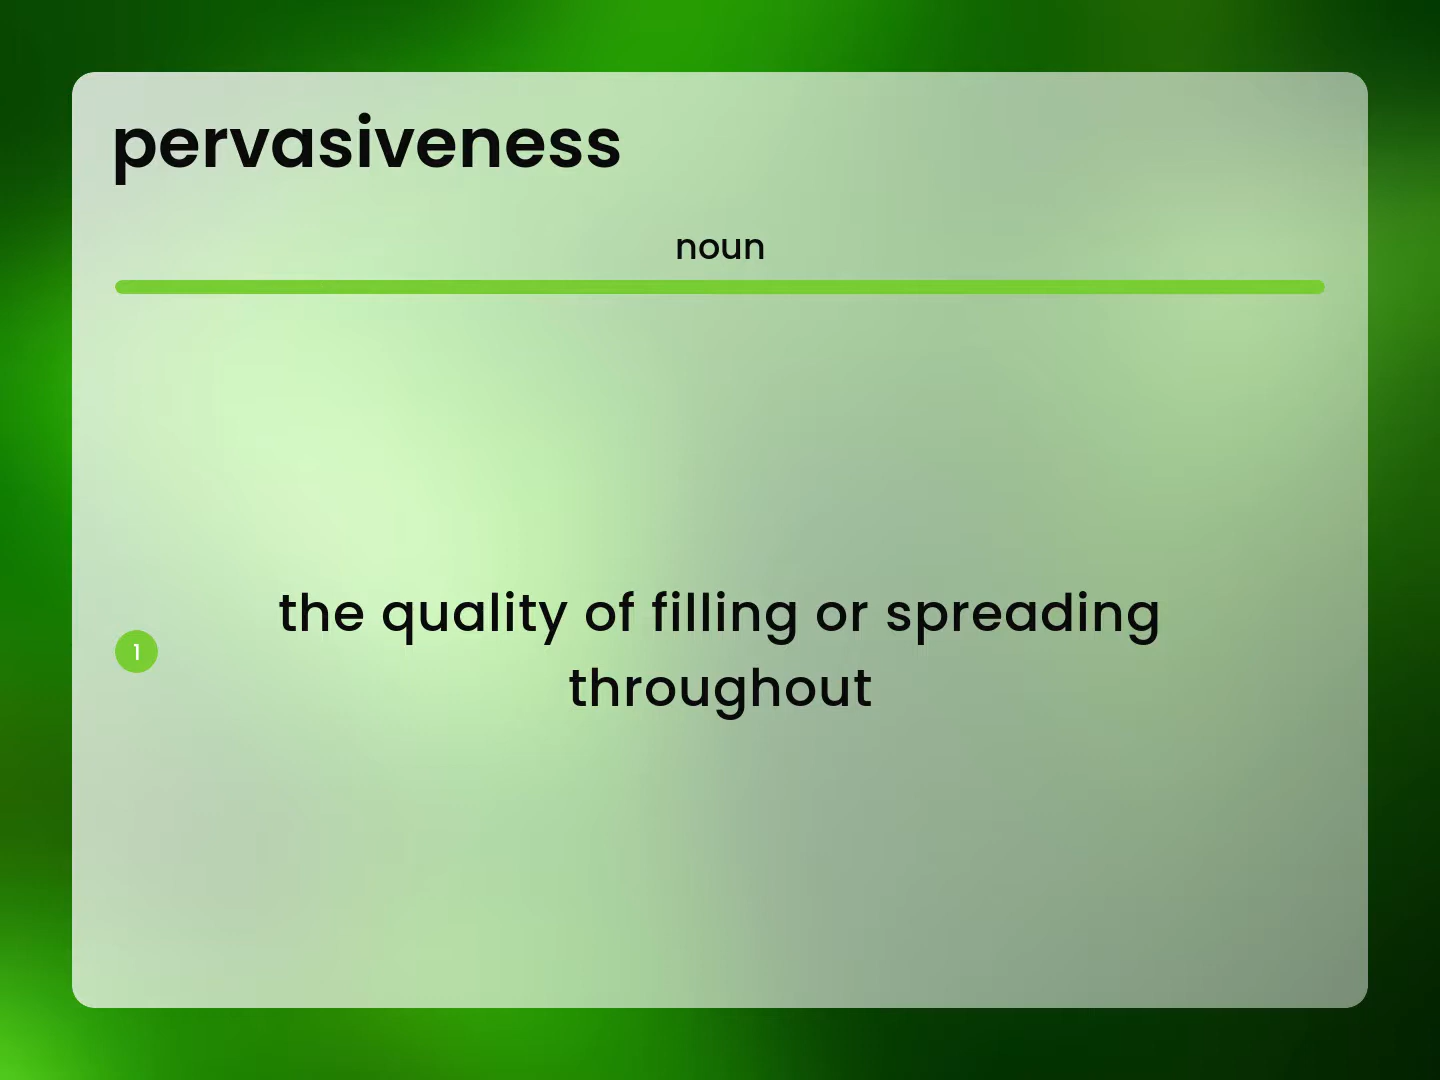 pervasiveness
noun
1
the quality of filling or spreading
throughout